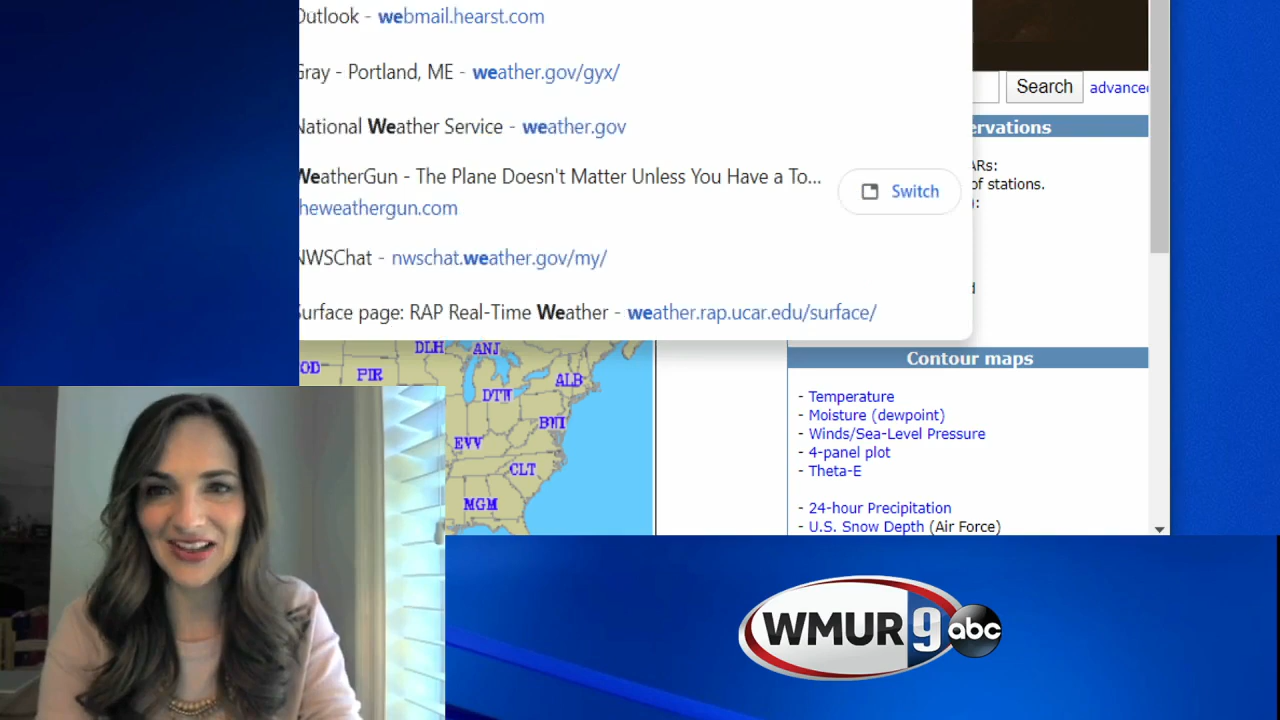 Outlook - webmail.hearst.com
Gray - Portland, ME - weather.gov/gyx/
National Weather Service - weather.gov
WeatherGun - The Plane Doesn't Matter Unless You Have a To...
theweathergun.com
Switch
NWSChat - nwschat.weather.gov/my/
Surface page: RAP Real-Time Weather - weather.rap.ucar.edu/surface/
Search
advanced
ervations
ARs:
of stations.
):
Contour maps
- Temperature
- Moisture (dewpoint)
- Winds/Sea-Level Pressure
- 4-panel plot
- Theta-E
- 24-hour Precipitation
- U.S. Snow Depth (Air Force)
DLH
ANJ
OD
PIR
ALB
DTW
BWI
EVV
CLT
MGM
WMUR 9 abc